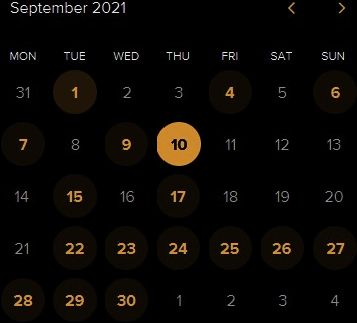 September 2021 < >
MON TUE WED THU FRI SAT SUN
31 1 2 3 4 5 6
7 8 9 10 11 12 13
14 15 16 17 18 19 20
21 22 23 24 25 26 27
28 29 30 1 2 3 4